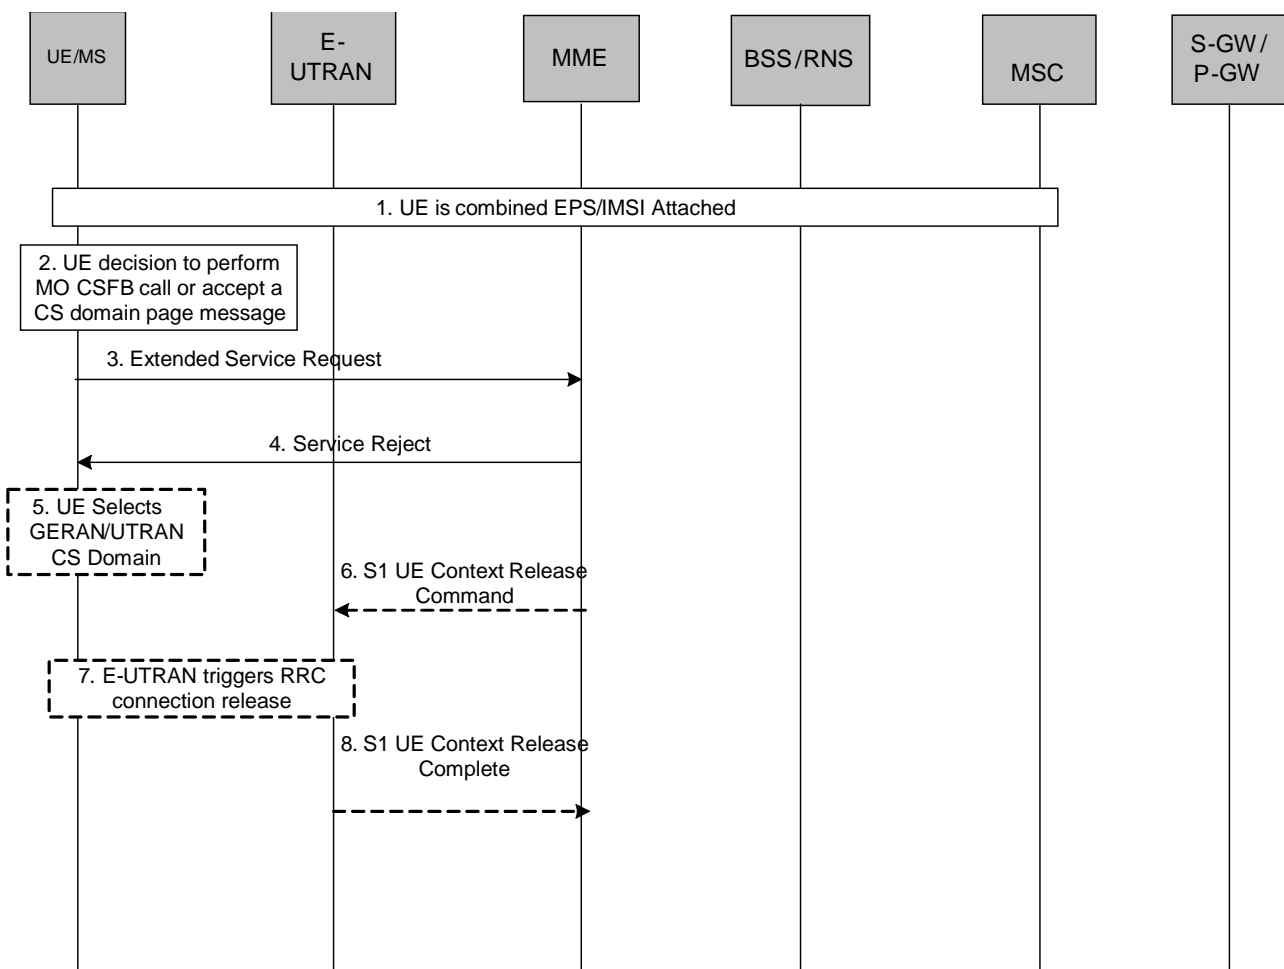 UE/MS
E-
UTRAN
MME
BSS/RNS
MSC
S-GW/
P-GW
1. UE is combined EPS/IMSI Attached
2. UE decision to perform
MO CSFB call or accept a
CS domain page message
3. Extended Service Request
4. Service Reject
5. UE Selects
GERAN/UTRAN
CS Domain
6. S1 UE Context Release
Command
7. E-UTRAN triggers RRC
connection release
8. S1 UE Context Release
Complete